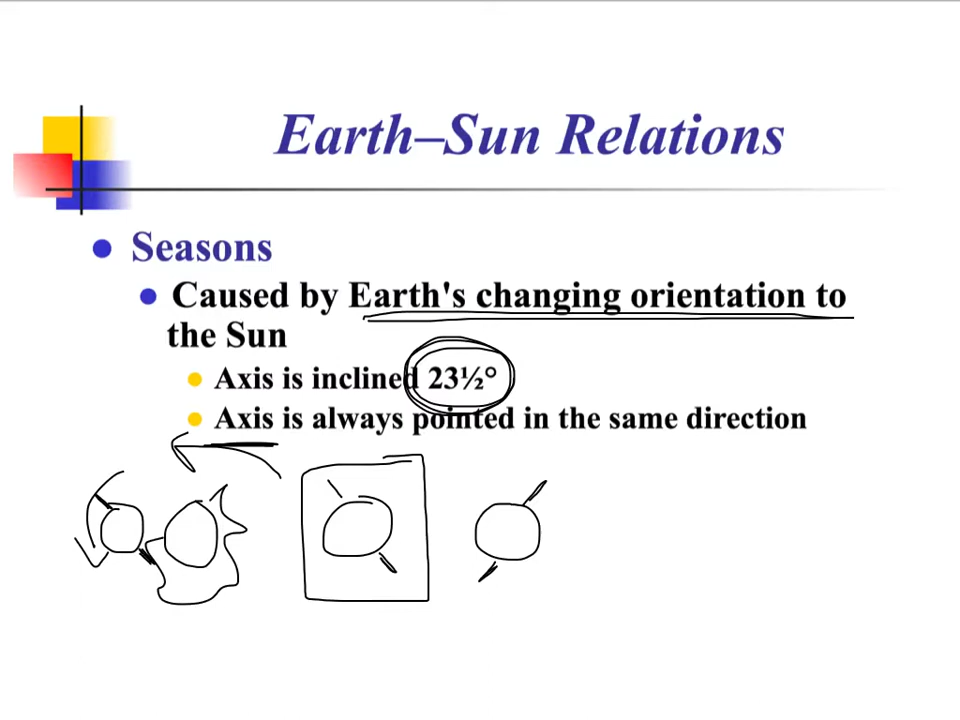 Earth–Sun Relations
Seasons
Caused by Earth's changing orientation to
the Sun
Axis is inclined 23½°
Axis is always pointed in the same direction